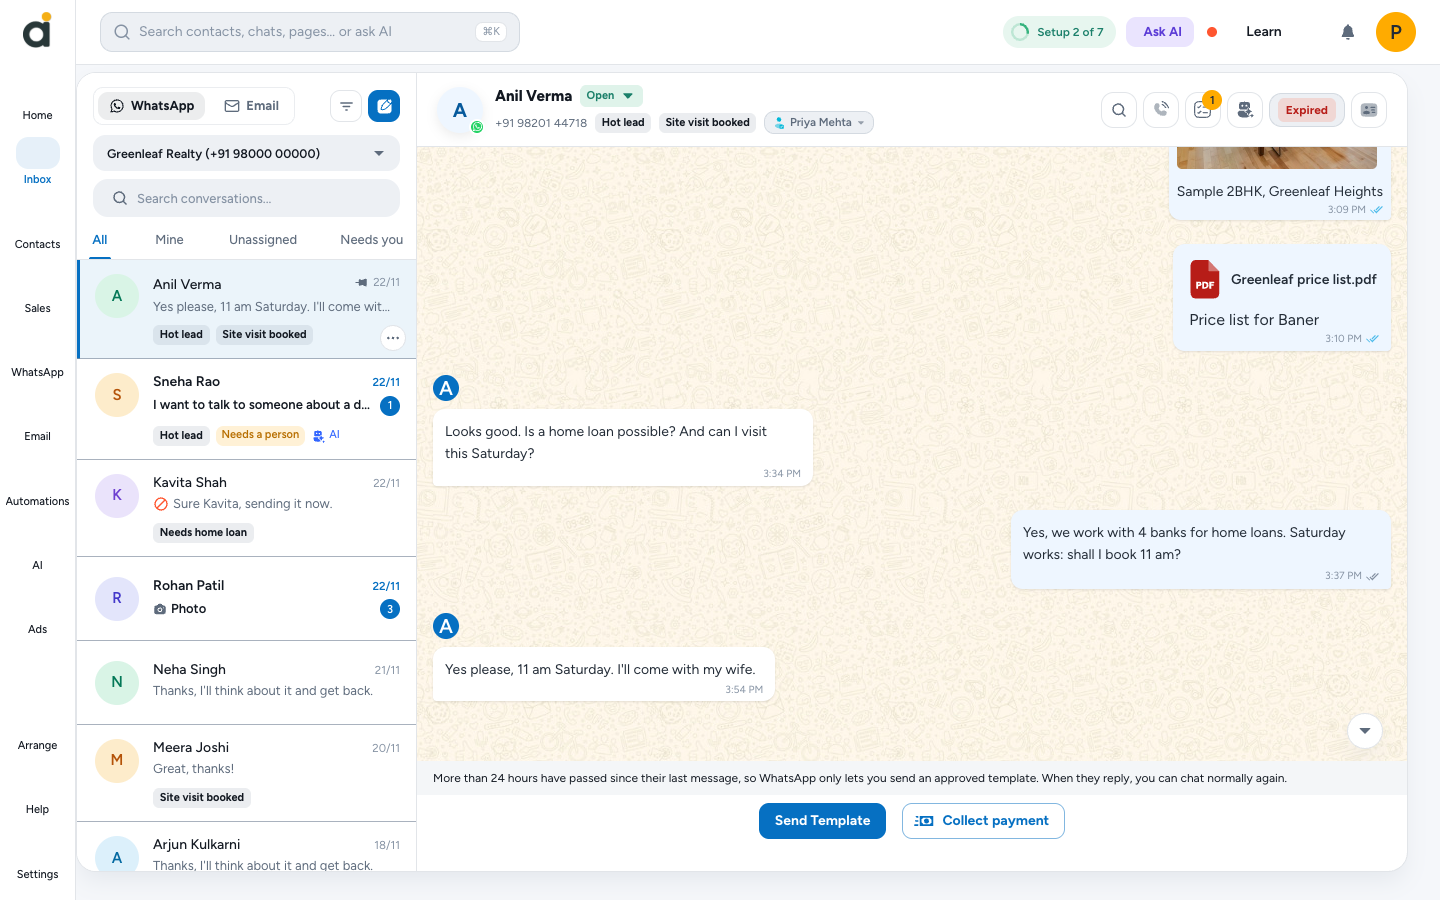 Search contacts, chats, pages... or ask AI
⌘K
Setup 2 of 7
Ask AI
Learn
P
Home
Inbox
Contacts
Sales
WhatsApp
Email
Automations
AI
Ads
Arrange
Help
Settings
WhatsApp
Email
Greenleaf Realty (+91 98000 00000)
Search conversations...
All
Mine
Unassigned
Needs you
A
Anil Verma
22/11
Yes please, 11 am Saturday. I'll come wit...
Hot lead
Site visit booked
S
Sneha Rao
22/11
I want to talk to someone about a d...
1
Hot lead
Needs a person
AI
K
Kavita Shah
22/11
Sure Kavita, sending it now.
Needs home loan
R
Rohan Patil
22/11
Photo
3
N
Neha Singh
21/11
Thanks, I'll think about it and get back.
M
Meera Joshi
20/11
Great, thanks!
Site visit booked
A
Arjun Kulkarni
18/11
Thanks, I'll think about it and get back.
A
Anil Verma
Open
+91 98201 44718
Hot lead
Site visit booked
Priya Mehta
1
Expired
Sample 2BHK, Greenleaf Heights
3:09 PM
PDF
Greenleaf price list.pdf
Price list for Baner
3:10 PM
A
Looks good. Is a home loan possible? And can I visit
this Saturday?
3:34 PM
Yes, we work with 4 banks for home loans. Saturday
works: shall I book 11 am?
3:37 PM
A
Yes please, 11 am Saturday. I'll come with my wife.
3:54 PM
More than 24 hours have passed since their last message, so WhatsApp only lets you send an approved template. When they reply, you can chat normally again.
Send Template
Collect payment